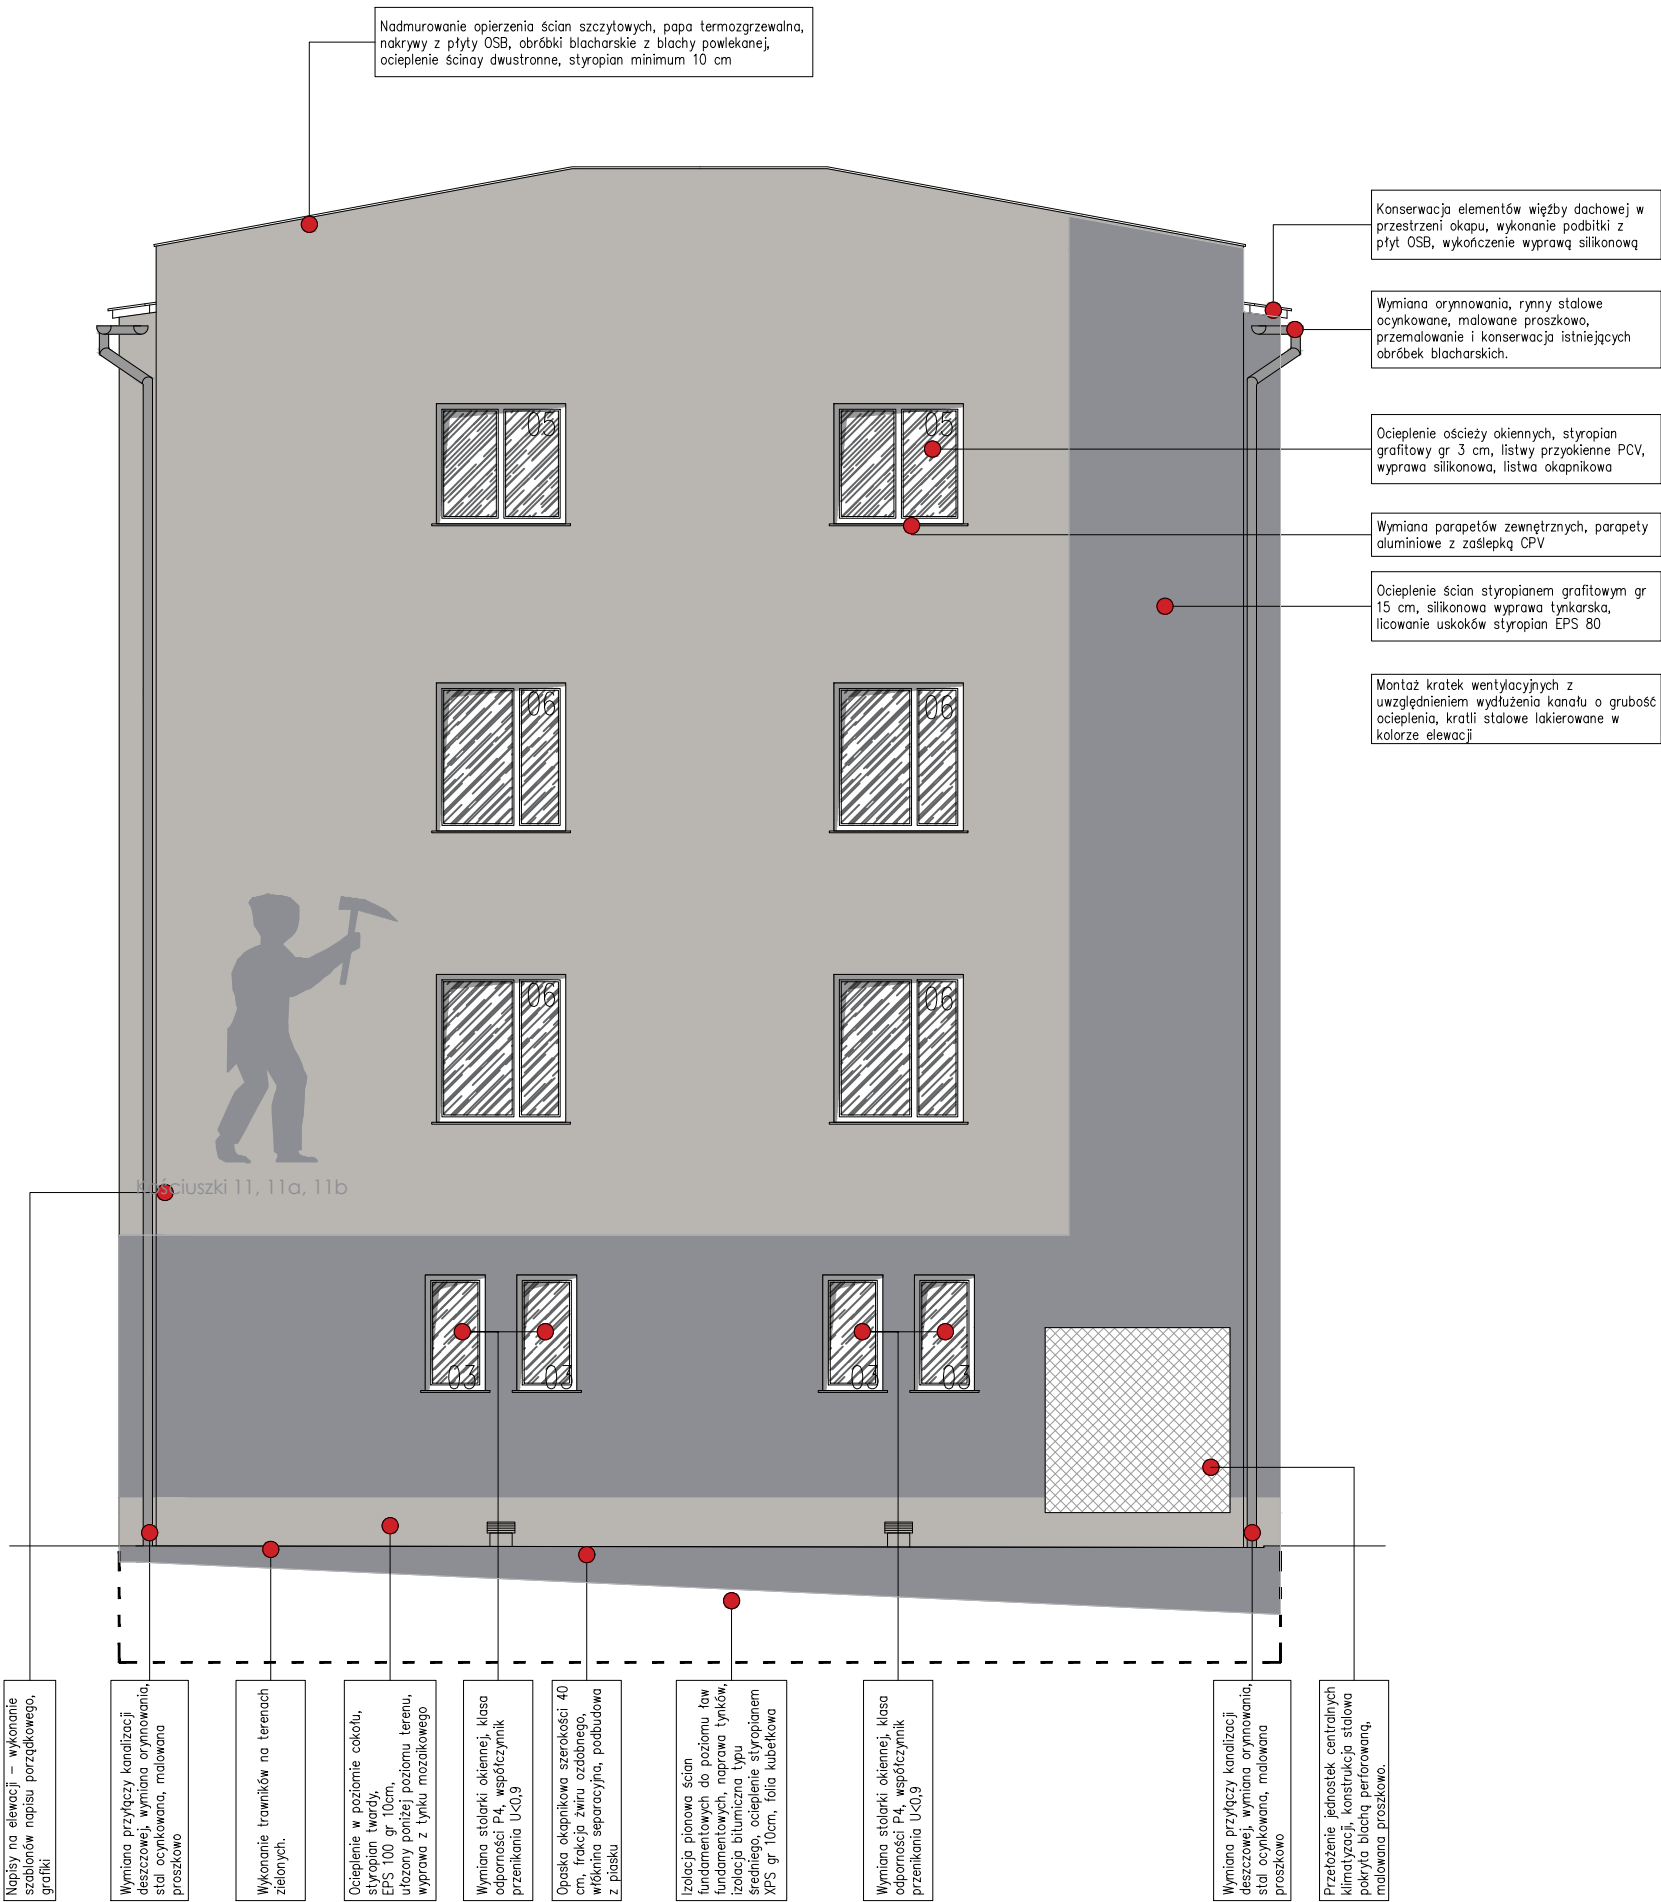 Nadmurowanie opierzenia ścian szczytowych, papa termozgrzewalna,
nakrywy z płyty OSB, obróbki blacharskie z blachy powlekanej,
ocieplenie ścinay dwustronne, styropian minimum 10 cm
Konserwacja elementów więźby dachowej w
przestrzeni okapu, wykonanie podbitki z
płyt OSB, wykończenie wyprawą silikonową
Wymiana orynnowania, rynny stalowe
ocynkowane, malowane proszkowo,
przemalowanie i konserwacja istniejących
obróbek blacharskich.
05
05
Ocieplenie ościeży okiennych, styropian
grafitowy gr 3 cm, listwy przyokienne PCV,
wyprawa silikonowa, listwa okapnikowa
Wymiana parapetów zewnętrznych, parapety
aluminiowe z zaślepką CPV
Ocieplenie ścian styropianem grafitowym gr
15 cm, silikonowa wyprawa tynkarska,
licowanie uskoków styropian EPS 80
Montaż kratek wentylacyjnych z
uwzględnieniem wydłużenia kanału o grubość
ocieplenia, kratli stalowe lakierowane w
kolorze elewacji
06
06
06
06
Kościuszki 11, 11a, 11b
03
03
03
03
Napisy na elewacji – wykonanie
szablonów napisu porządkowego,
grafiki
Wymiana przyłączy kanalizacji
deszczowej, wymiana orynnowania,
stal ocynkowana, malowana
proszkowo
Wykonanie trawników na terenach
zielonych.
Ocieplenie w poziomie cokołu,
styropian twardy,
EPS 100 gr 10cm,
ułozony poniżej poziomu terenu,
wyprawa z tynku mozaikowego
Wymiana stolarki okiennej, klasa
odporności P4, współczynnik
przenikania U<0,9
Opaska okapnikowa szerokości 40
cm, frakcja żwiru ozdobnego,
włóknina separacyjna, podbudowa
z piasku
Izolacja pionowa ścian
fundamentowych do poziomu ław
fundamentowych, naprawa tynków,
izolacja bitumiczna typu
średniego, ocieplenie styropianem
XPS gr 10cm, folia kubełkowa
Wymiana stolarki okiennej, klasa
odporności P4, współczynnik
przenikania U<0,9
Wymiana przyłączy kanalizacji
deszczowej, wymiana orynnowania,
stal ocynkowana, malowana
proszkowo
Przełożenie jednostek centralnych
klimatyzacji, konstrukcja stalowa
pokryta blachą perforowaną,
malowana proszkowo.